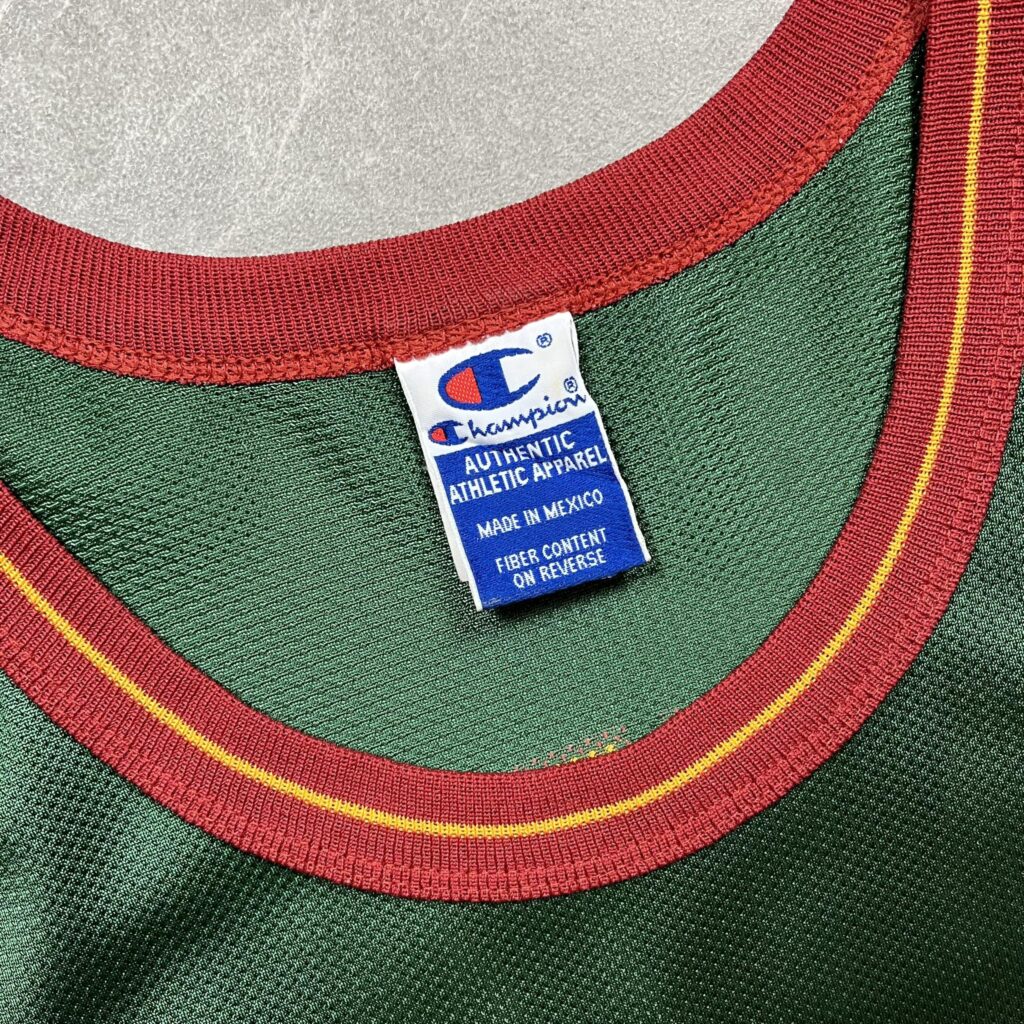 ®
Champion®
AUTHENTIC
ATHLETIC APPAREL
MADE IN MEXICO
FIBER CONTENT
ON REVERSE